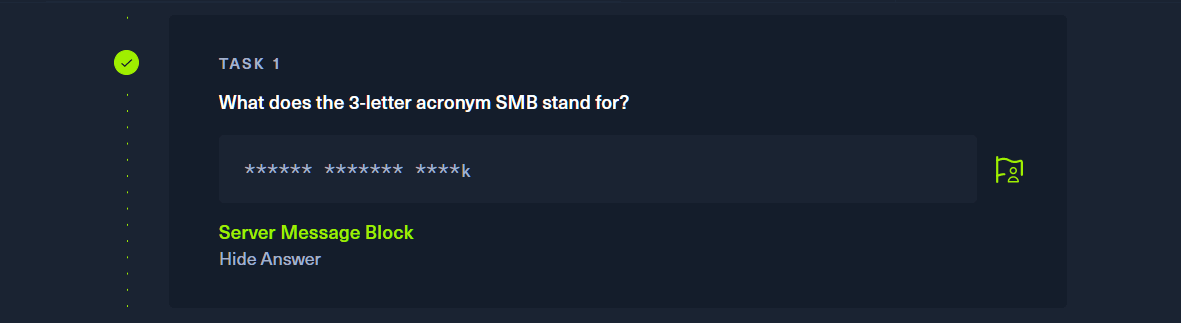 TASK 1
What does the 3-letter acronym SMB stand for?
****** ******* ****k
Server Message Block
Hide Answer